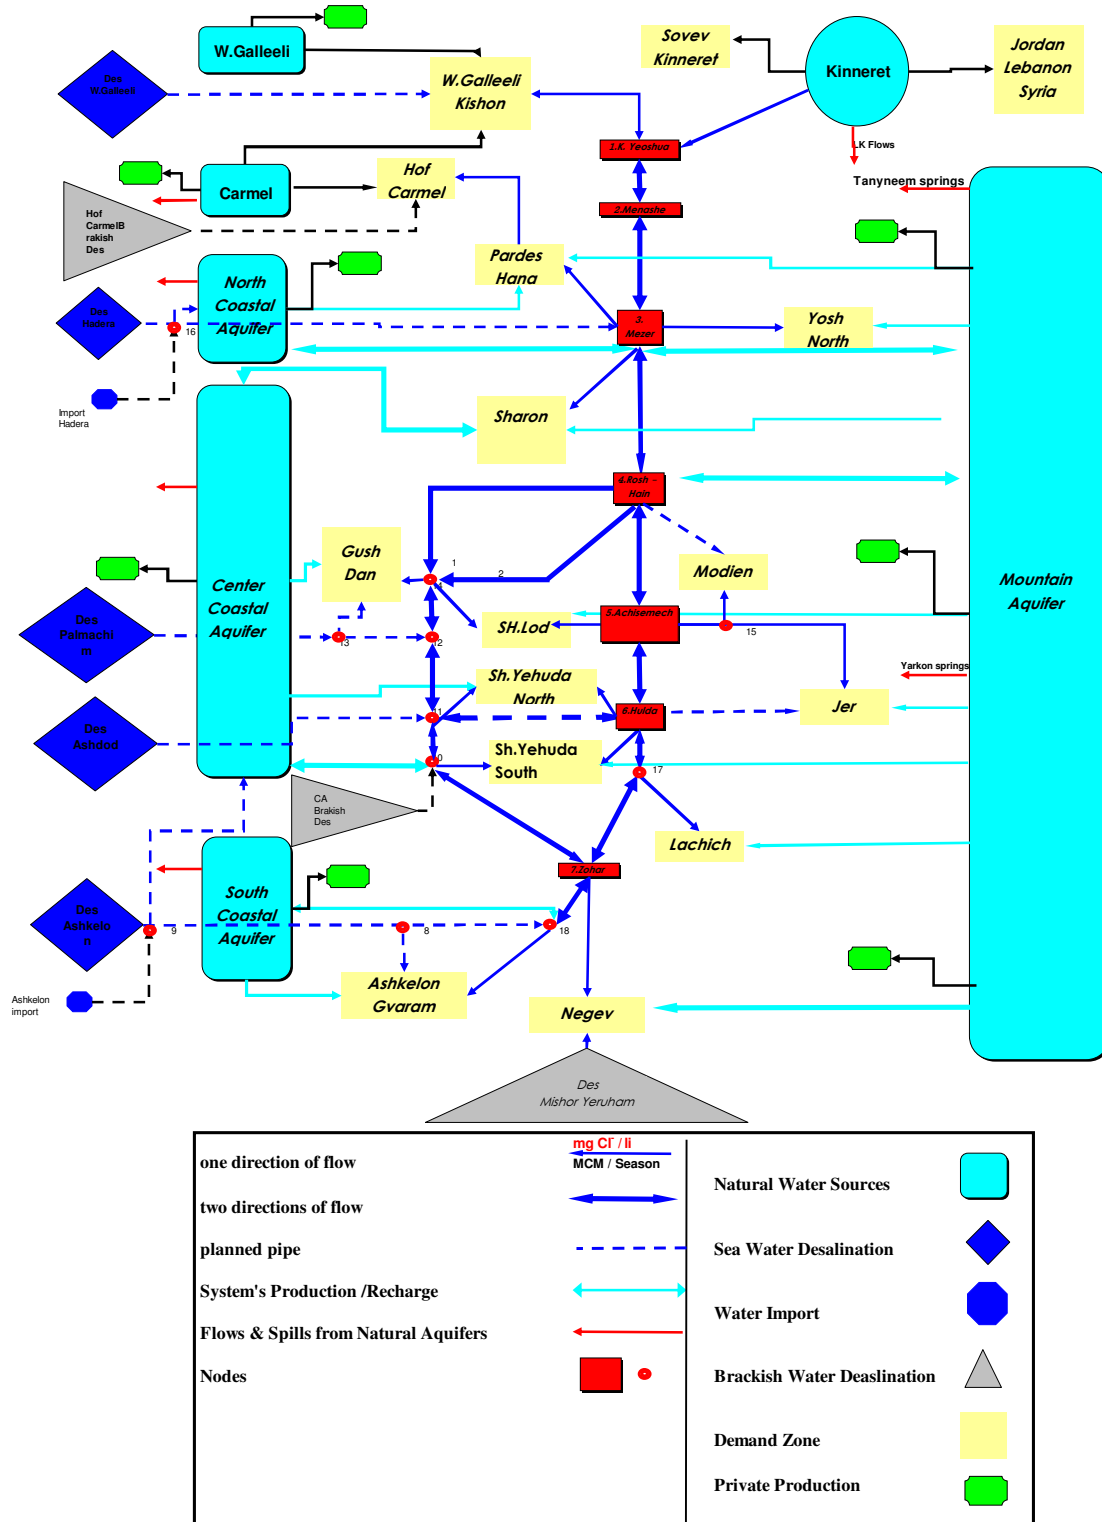 W.Galleeli
Sovev
Kinneret
Kinneret
Jordan
Lebanon
Syria
Des
W.Galleeli
W.Galleeli
Kishon
1.K. Yeoshua
LK Flows
Carmel
Hof
Carmel
2.Menashe
Tanyneem springs
Hof
CarmelB
rakish
Des
Pardes
Hana
North
Coastal
Aquifer
Des
Hadera
16
3.
Mezer
Yosh
North
Import
Hadera
Sharon
4.Rosh -
Hain
Gush
Dan
1
2
Modien
Center
Coastal
Aquifer
Mountain
Aquifer
Des
Palmachi
m
13
12
SH.Lod
5.Achisemech
15
Yarkon springs
Sh.Yehuda
North
11
6.Hulda
Jer
Des
Ashdod
Sh.Yehuda
South
17
CA
Brakish
Des
Lachich
7.Zohar
South
Coastal
Aquifer
Des
Ashkelo
n
9
8
18
Ashkelon
import
Ashkelon
Gvaram
Negev
Des
Mishor Yeruham
mg Cl⁻ / li
one direction of flow
MCM / Season
two directions of flow
planned pipe
System's Production /Recharge
Flows & Spills from Natural Aquifers
Nodes
Natural Water Sources
Sea Water Desalination
Water Import
Brackish Water Deaslination
Demand Zone
Private Production